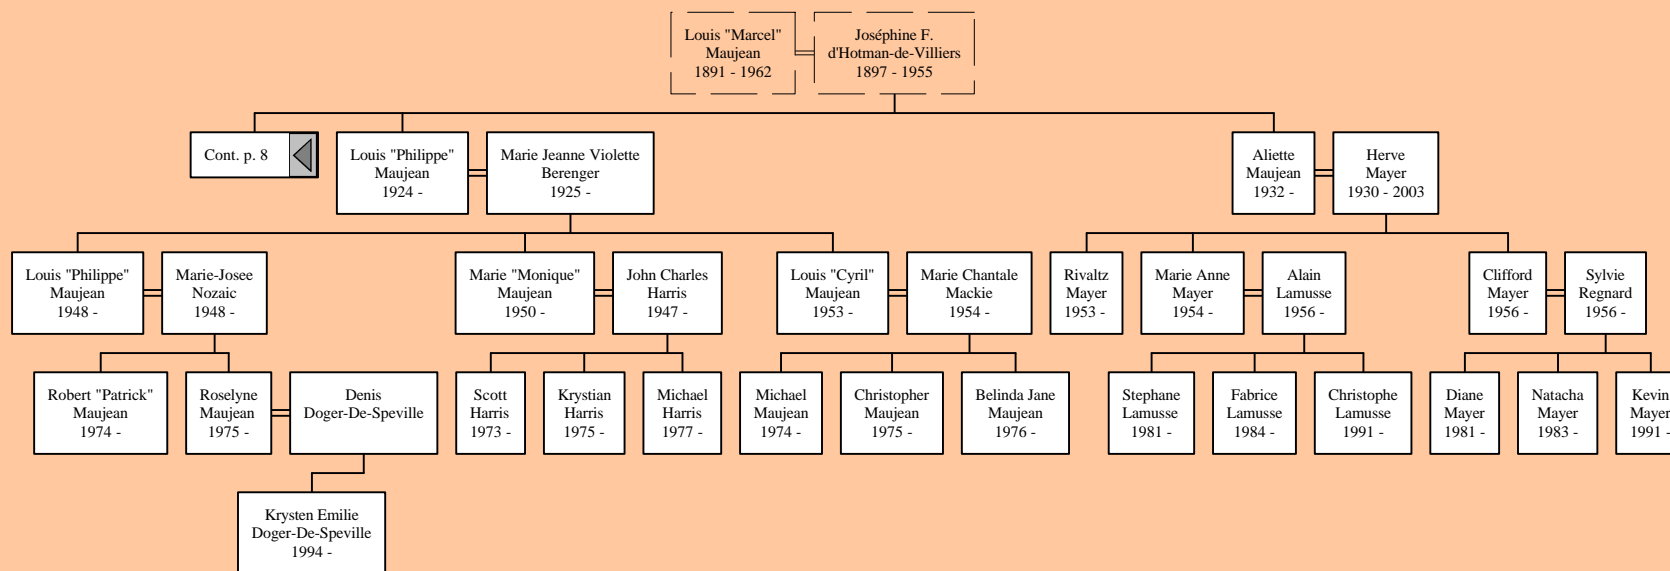 Louis "Marcel"
Maujean
1891 - 1962
Joséphine F.
d'Hotman-de-Villiers
1897 - 1955
Cont. p. 8
Louis "Philippe"
Maujean
1924 -
Marie Jeanne Violette
Berenger
1925 -
Aliette
Maujean
1932 -
Herve
Mayer
1930 - 2003
Louis "Philippe"
Maujean
1948 -
Marie-Josee
Nozaic
1948 -
Marie "Monique"
Maujean
1950 -
John Charles
Harris
1947 -
Louis "Cyril"
Maujean
1953 -
Marie Chantale
Mackie
1954 -
Rivaltz
Mayer
1953 -
Marie Anne
Mayer
1954 -
Alain
Lamusse
1956 -
Clifford
Mayer
1956 -
Sylvie
Regnard
1956 -
Robert "Patrick"
Maujean
1974 -
Roselyne
Maujean
1975 -
Denis
Doger-De-Speville
Scott
Harris
1973 -
Krystian
Harris
1975 -
Michael
Harris
1977 -
Michael
Maujean
1974 -
Christopher
Maujean
1975 -
Belinda Jane
Maujean
1976 -
Stephane
Lamusse
1981 -
Fabrice
Lamusse
1984 -
Christophe
Lamusse
1991 -
Diane
Mayer
1981 -
Natacha
Mayer
1983 -
Kevin
Mayer
1991 -
Krysten Emilie
Doger-De-Speville
1994 -